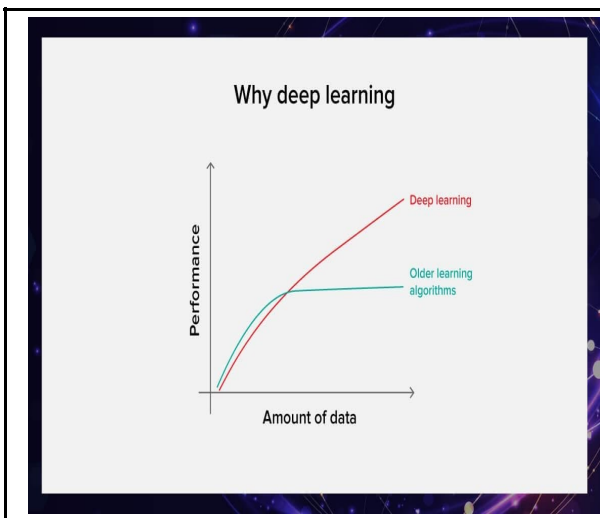 Why deep learning
Deep learning
Performance
Older learning
algorithms
Amount of data